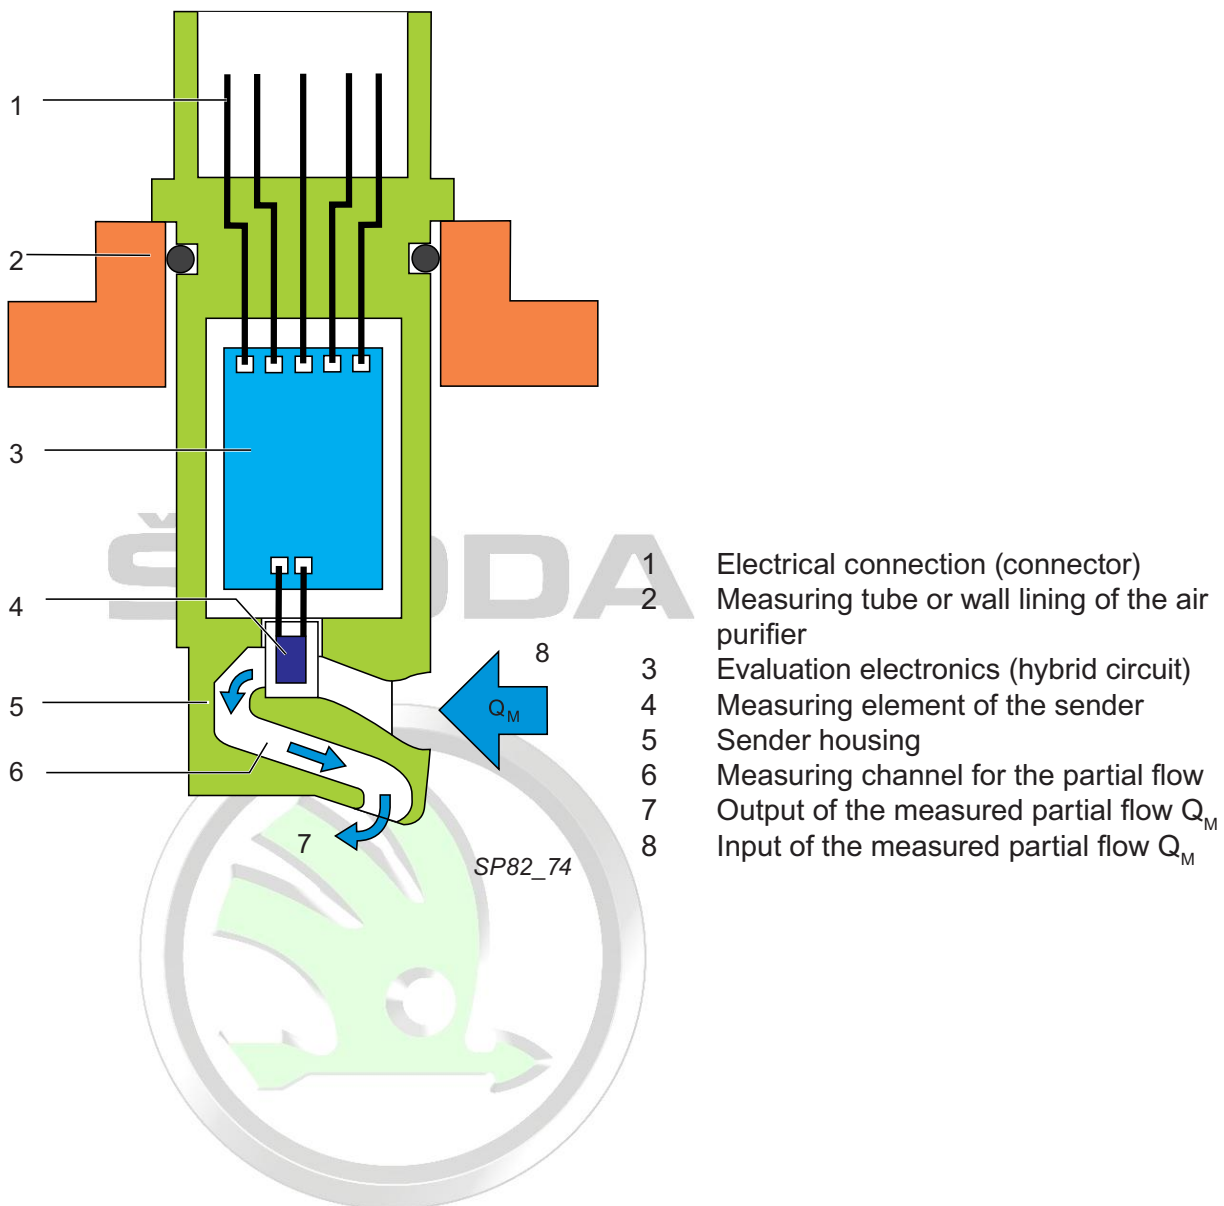 1
2
3
4
5
6
7
8
Q_M
SP82_74
ŠKODA
1 Electrical connection (connector)
2 Measuring tube or wall lining of the air
purifier
3 Evaluation electronics (hybrid circuit)
4 Measuring element of the sender
5 Sender housing
6 Measuring channel for the partial flow
7 Output of the measured partial flow Q_M
8 Input of the measured partial flow Q_M